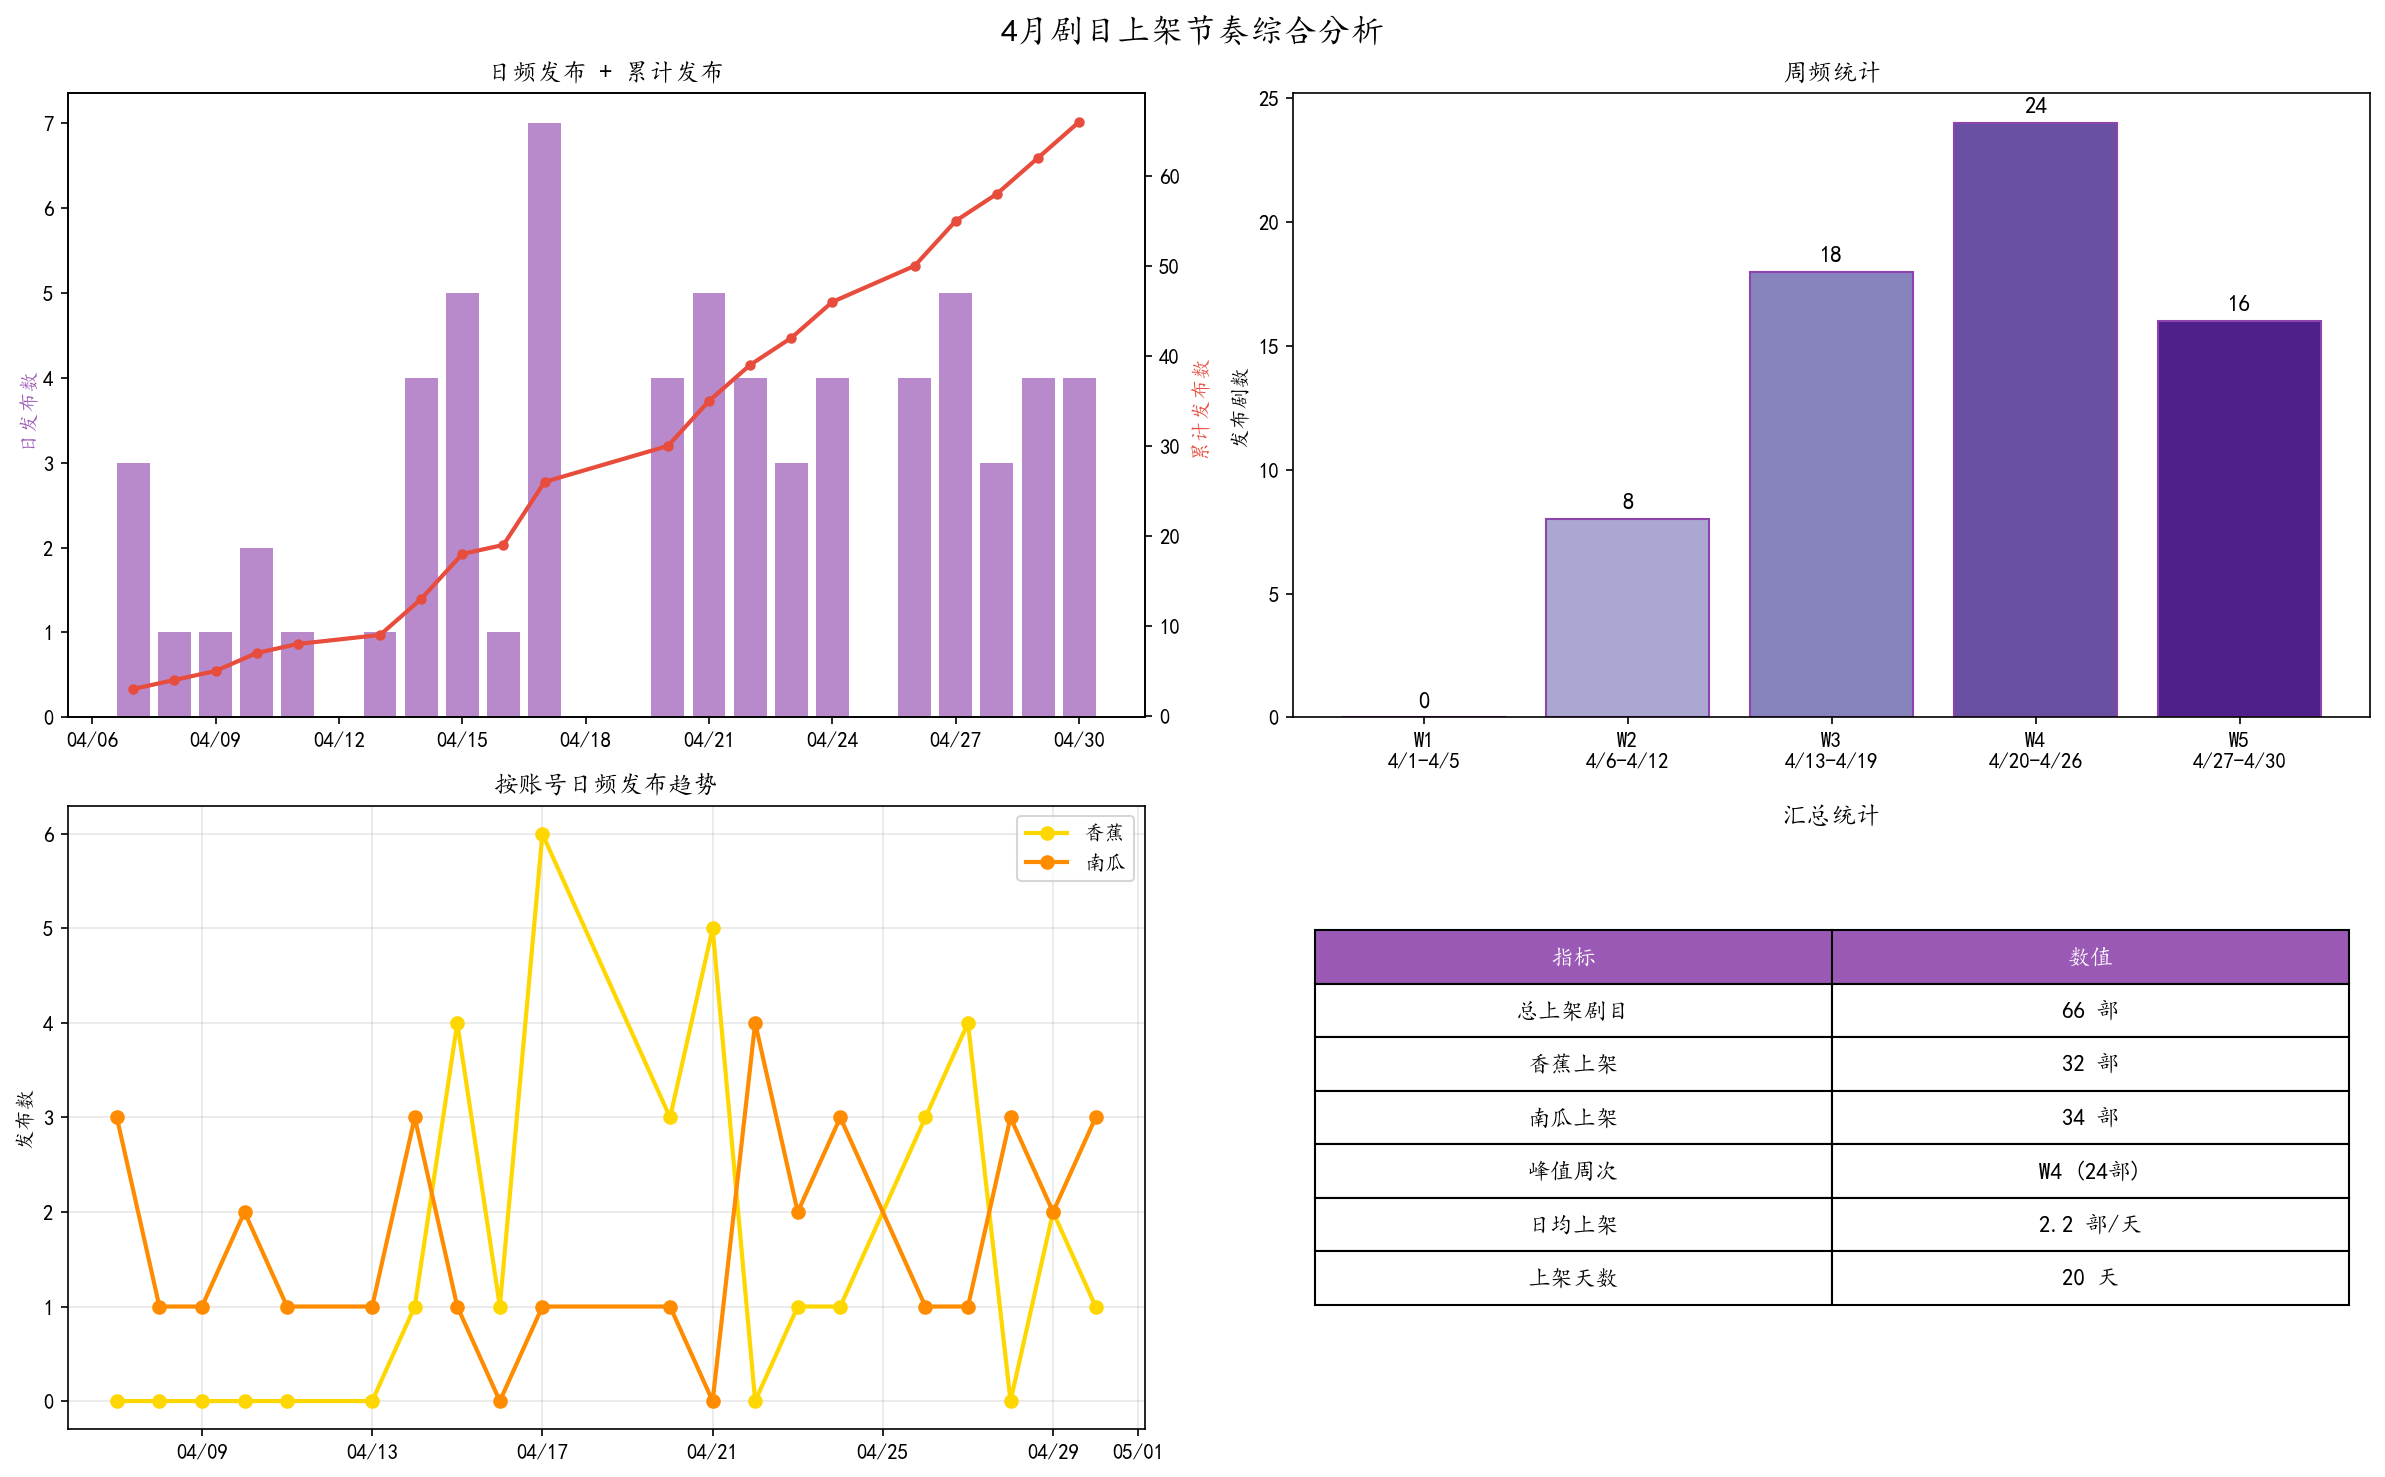 4月剧目上架节奏综合分析
日频发布 + 累计发布
日发布数
7
6
5
4
3
2
1
0
60
50
40
30
20
10
0
累计发布数
04/06 04/09 04/12 04/15 04/18 04/21 04/24 04/27 04/30
周频统计
发布剧数
25
20
15
10
5
0
0 8 18 24 16
W1 W2 W3 W4 W5
4/1-4/5 4/6-4/12 4/13-4/19 4/20-4/26 4/27-4/30
按账号日频发布趋势
发布数
6
5
4
3
2
1
0
香蕉
南瓜
04/09 04/13 04/17 04/21 04/25 04/29 05/01
汇总统计
指标 数值
总上架剧目 66 部
香蕉上架 32 部
南瓜上架 34 部
峰值周次 W4 (24部)
日均上架 2.2 部/天
上架天数 20 天